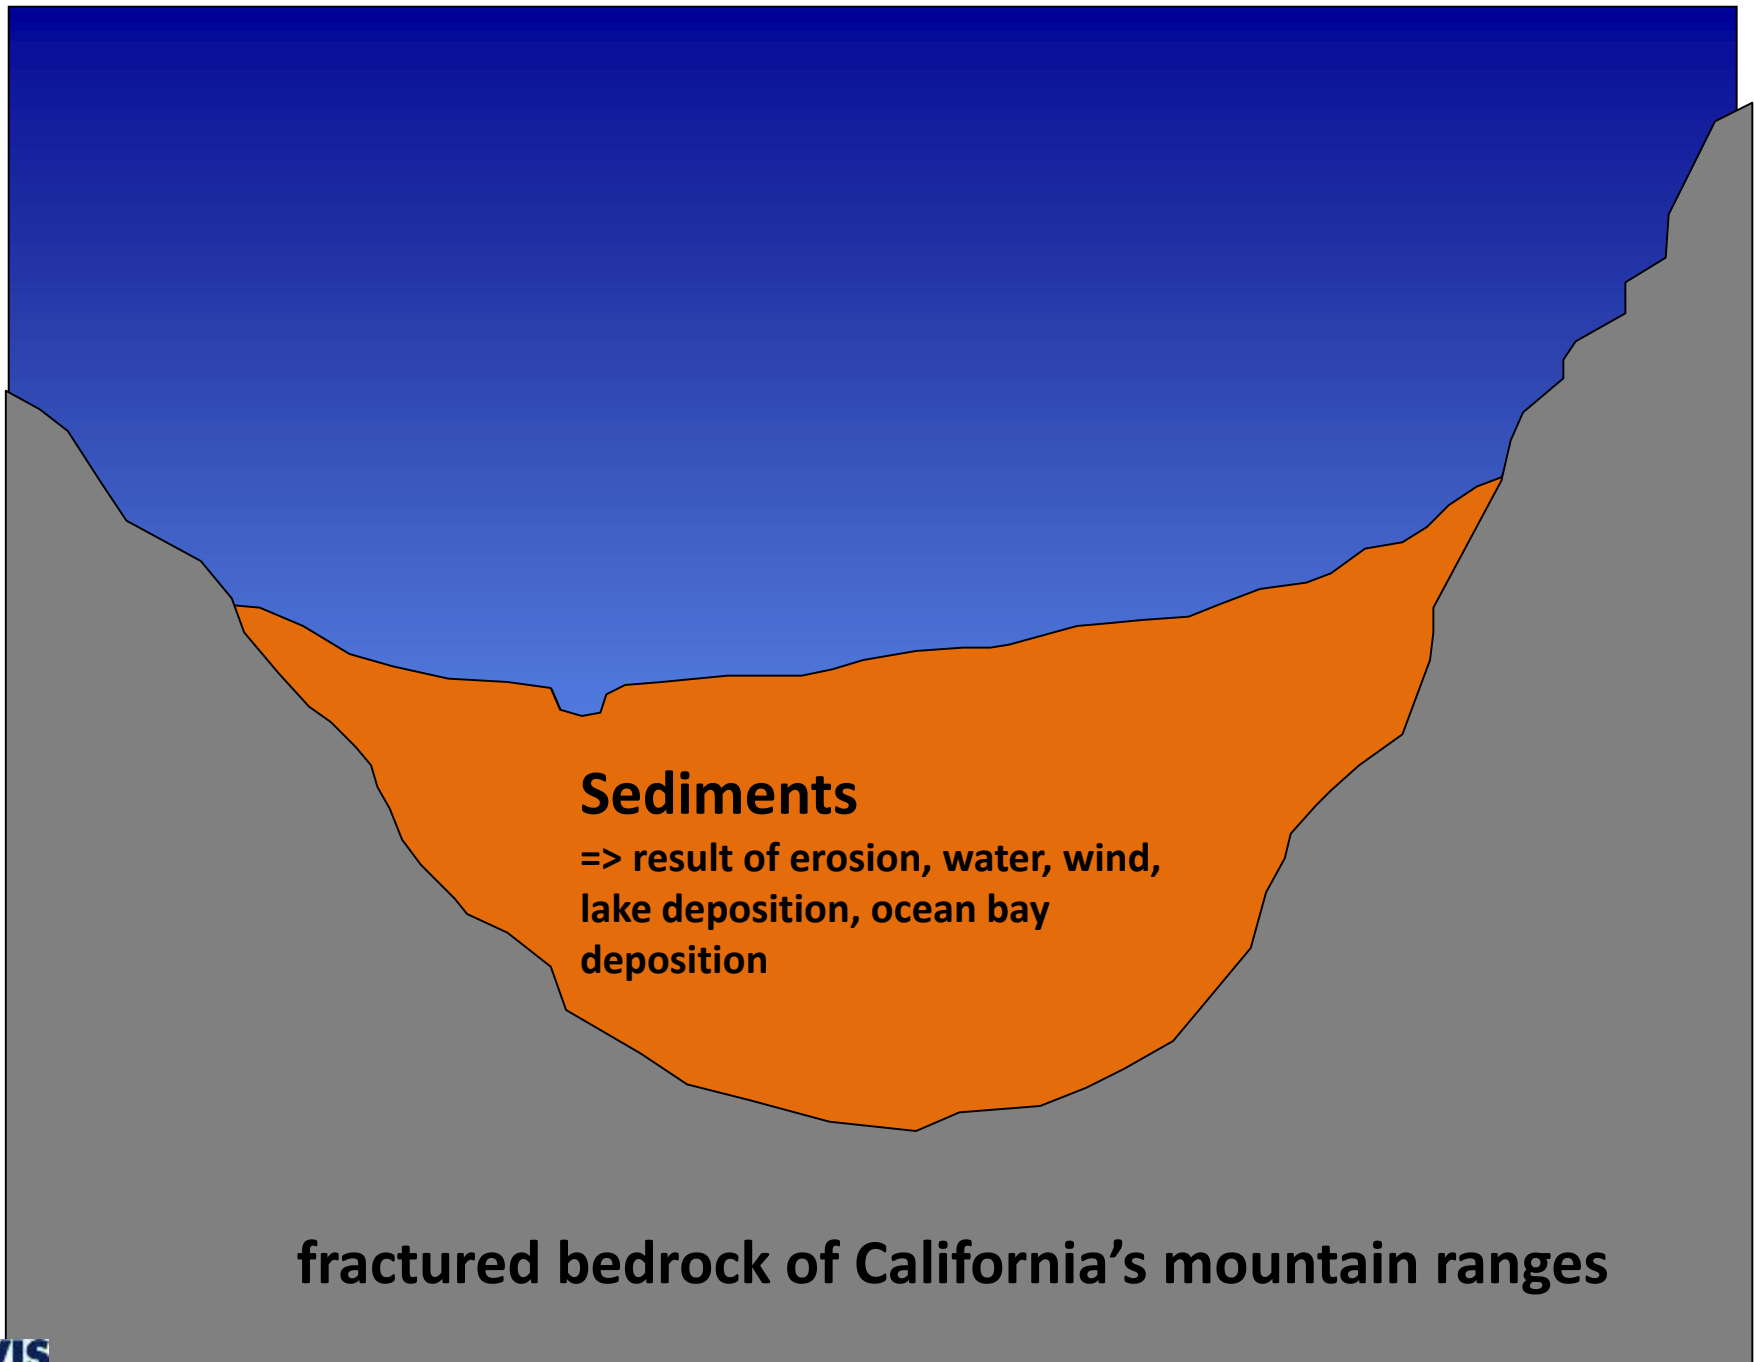 Sediments
=> result of erosion, water, wind,
lake deposition, ocean bay
deposition
fractured bedrock of California’s mountain ranges